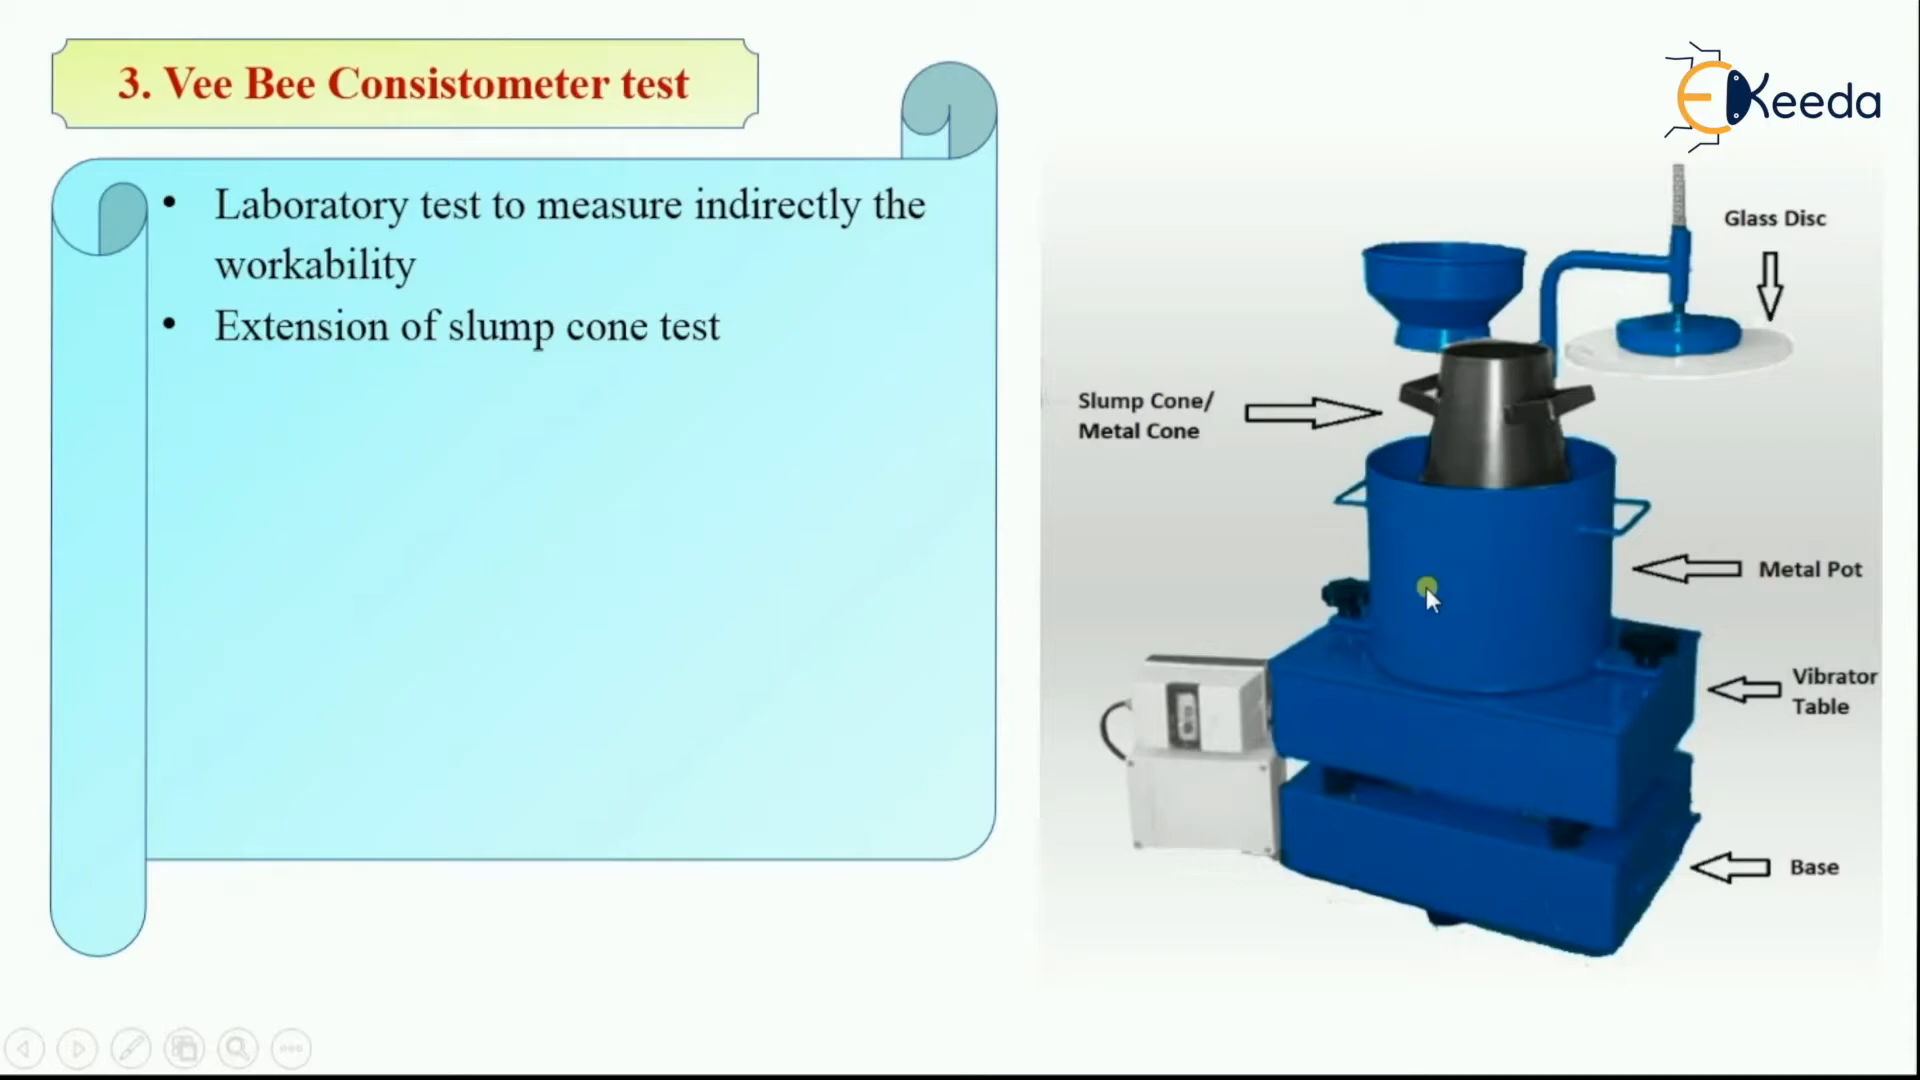 3. Vee Bee Consistometer test
EKeeda
• Laboratory test to measure indirectly the
workability
• Extension of slump cone test
Glass Disc
Slump Cone/
Metal Cone
Metal Pot
Vibrator
Table
Base